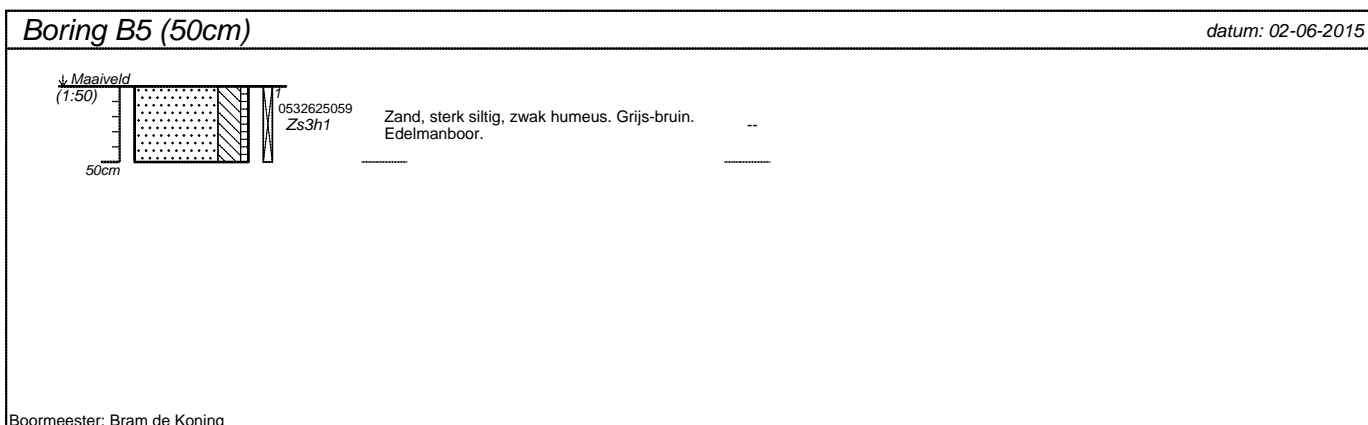 Boring B5 (50cm)
datum: 02-06-2015
Maaiveld
(1:50)
1
0532625059
Zs3h1
Zand, sterk siltig, zwak humeus. Grijs-bruin.
Edelmanboor.
--
50cm
Boormeester: Bram de Koning